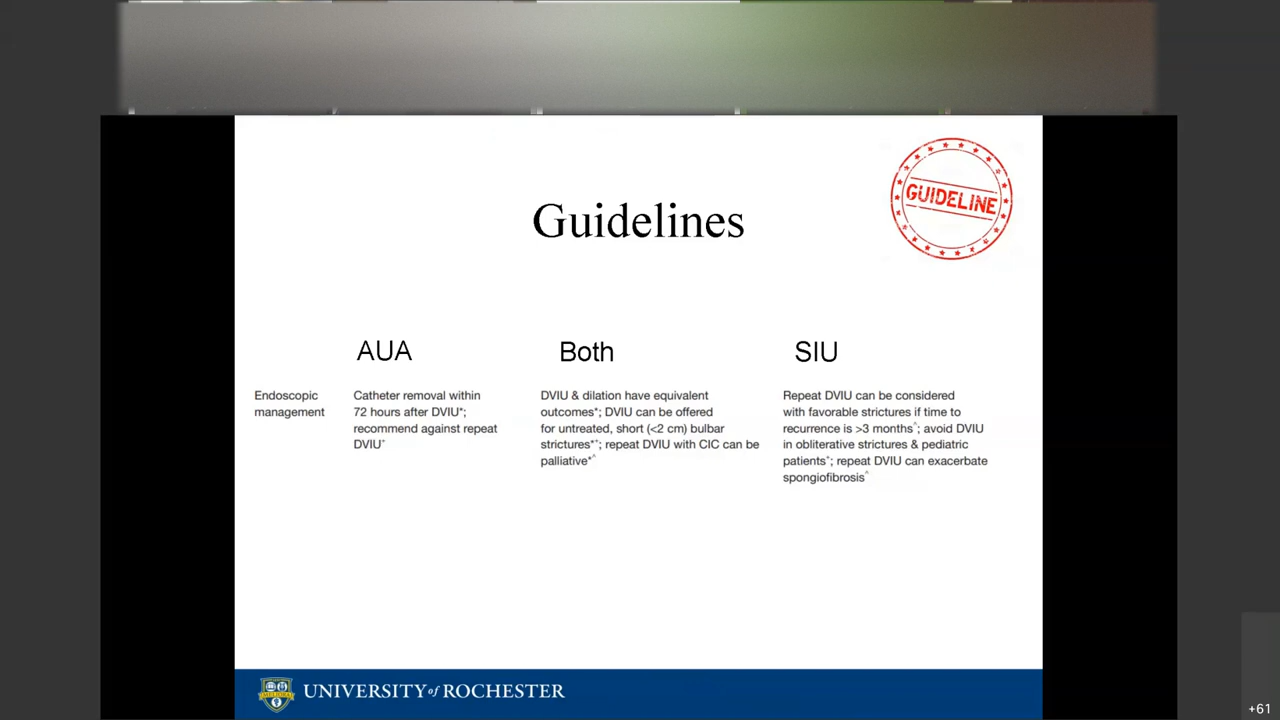 GUIDELINE
Guidelines
AUA
Both
SIU
Endoscopic
management
Catheter removal within
72 hours after DVIU*;
recommend against repeat
DVIU⁺
DVIU & dilation have equivalent
outcomes*; DVIU can be offered
for untreated, short (<2 cm) bulbar
strictures*⁺; repeat DVIU with CIC can be
palliative*^
Repeat DVIU can be considered
with favorable strictures if time to
recurrence is >3 months^; avoid DVIU
in obliterative strictures & pediatric
patients⁺; repeat DVIU can exacerbate
spongiofibrosis^
MELIORA
UNIVERSITY of ROCHESTER
+61